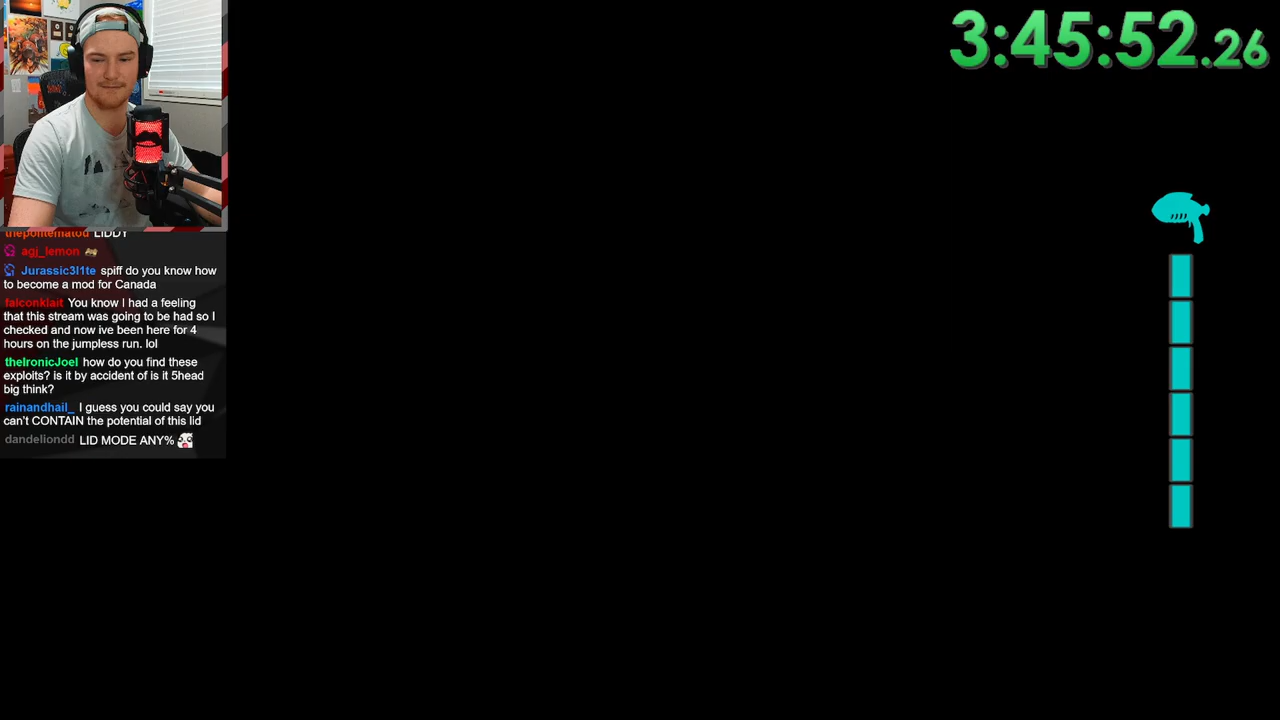 3:45:52.26
thepolitematod LIDDY
agj_lemon
Jurassic3l1te spiff do you know how
to become a mod for Canada
falconklait You know I had a feeling
that this stream was going to be had so I
checked and now ive been here for 4
hours on the jumpless run. lol
theIronicJoel how do you find these
exploits? is it by accident of is it 5head
big think?
rainandhail_ I guess you could say you
can't CONTAIN the potential of this lid
dandeliondd LID MODE ANY%